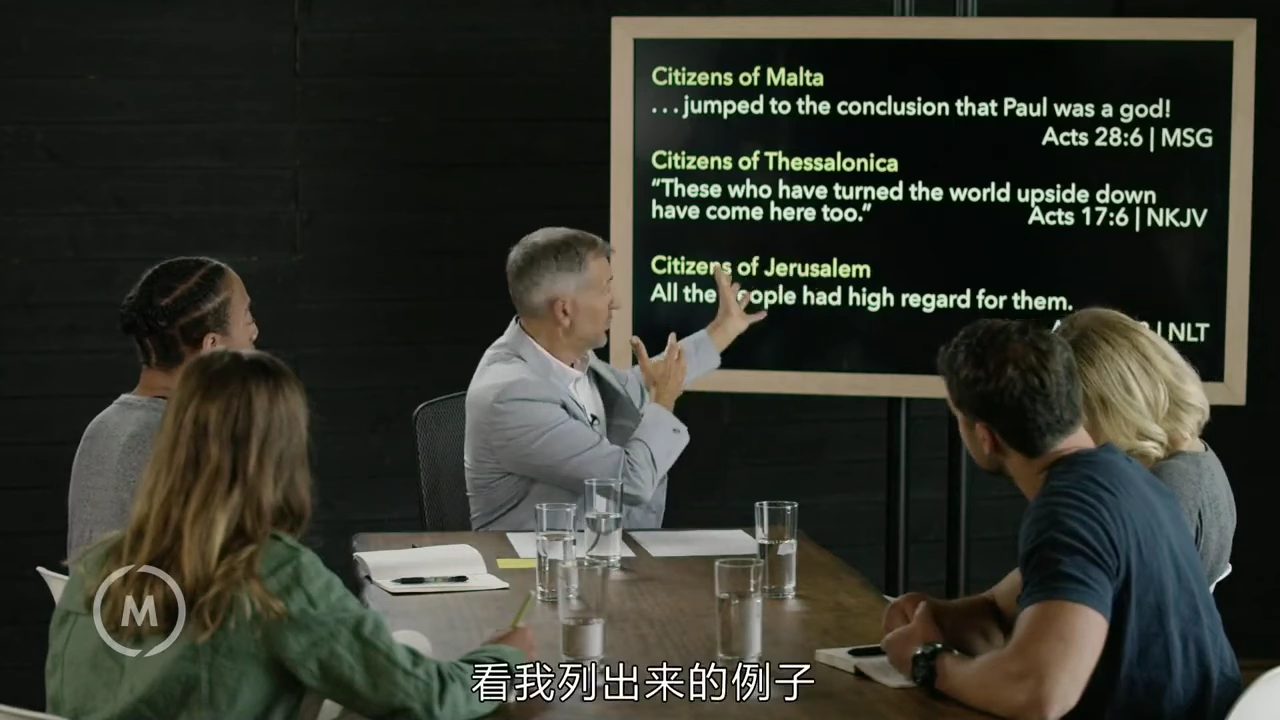 Citizens of Malta
...jumped to the conclusion that Paul was a god!
Acts 28:6 | MSG
Citizens of Thessalonica
“These who have turned the world upside down
have come here too.”
Acts 17:6 | NKJV
Citizens of Jerusalem
All the people had high regard for them.
| NLT
M
看我列出来的例子